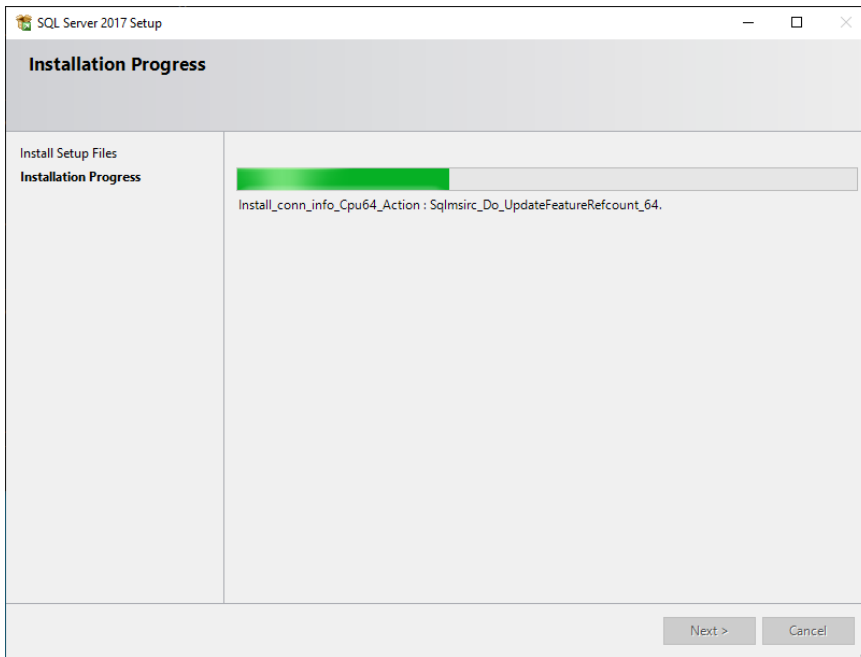 SQL Server 2017 Setup
Installation Progress
Install Setup Files
Installation Progress
Install_conn_info_Cpu64_Action : Sqlmsirc_Do_UpdateFeatureRefcount_64.
Next >
Cancel